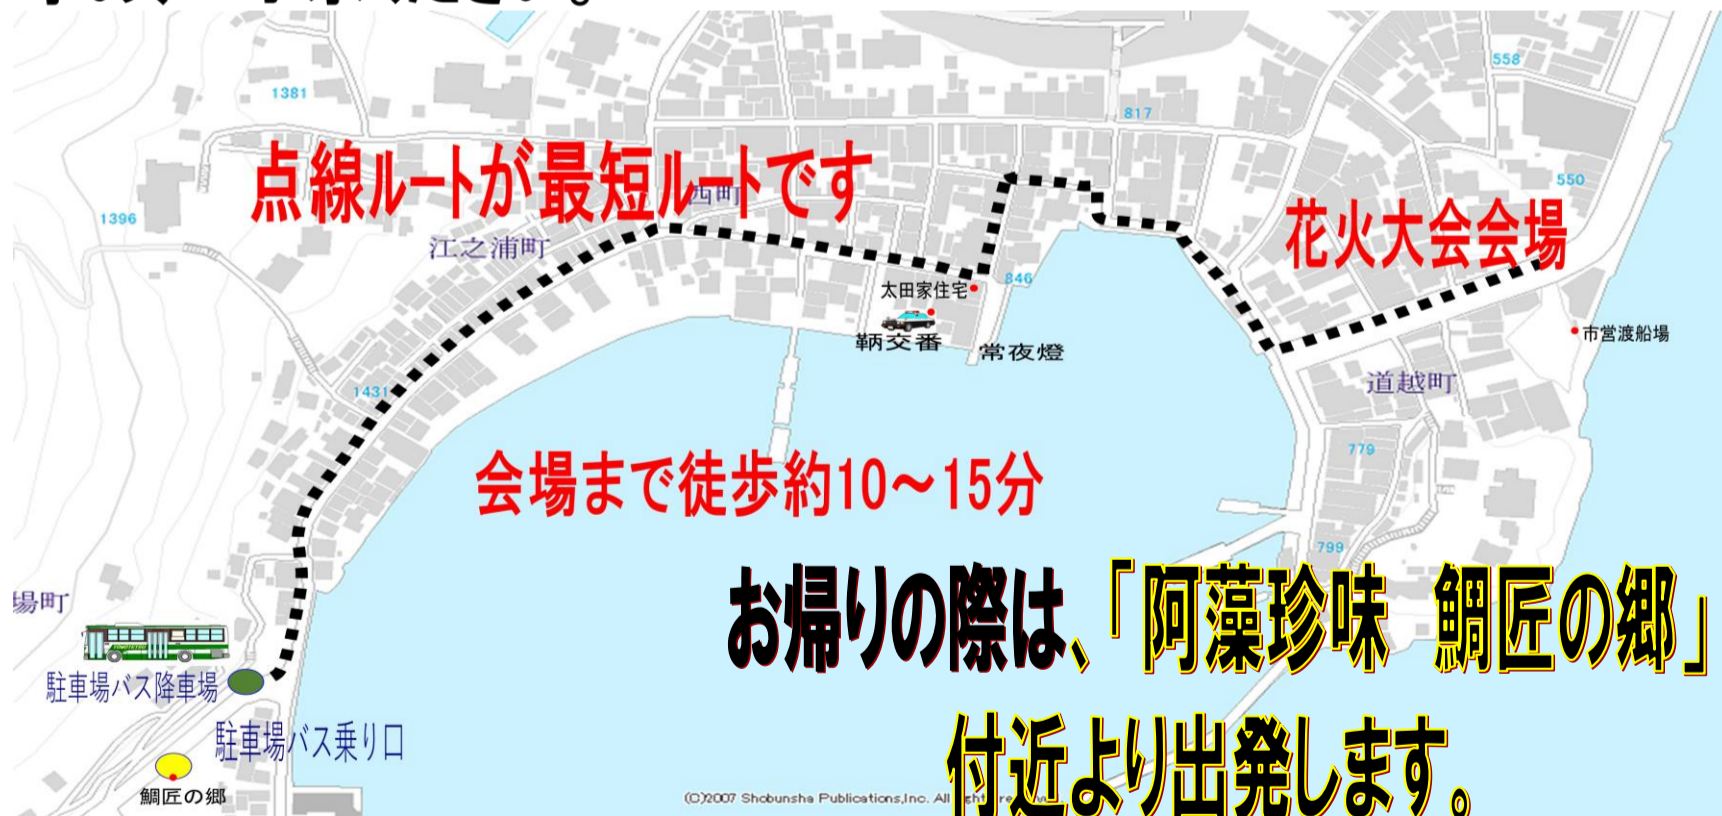 1381
558
817
点線ルートが最短ルートです
西町
550
1396
花火大会会場
江之浦町
846
太田家住宅
鞆交番
常夜燈
市営渡船場
1431
道越町
779
会場まで徒歩約10～15分
799
お帰りの際は、「阿藻珍味 鯛匠の郷」
付近より出発します。
場町
駐車場バス降車場
駐車場バス乗り口
鯛匠の郷
(C)2007 Shobunsha Publications,Inc. All